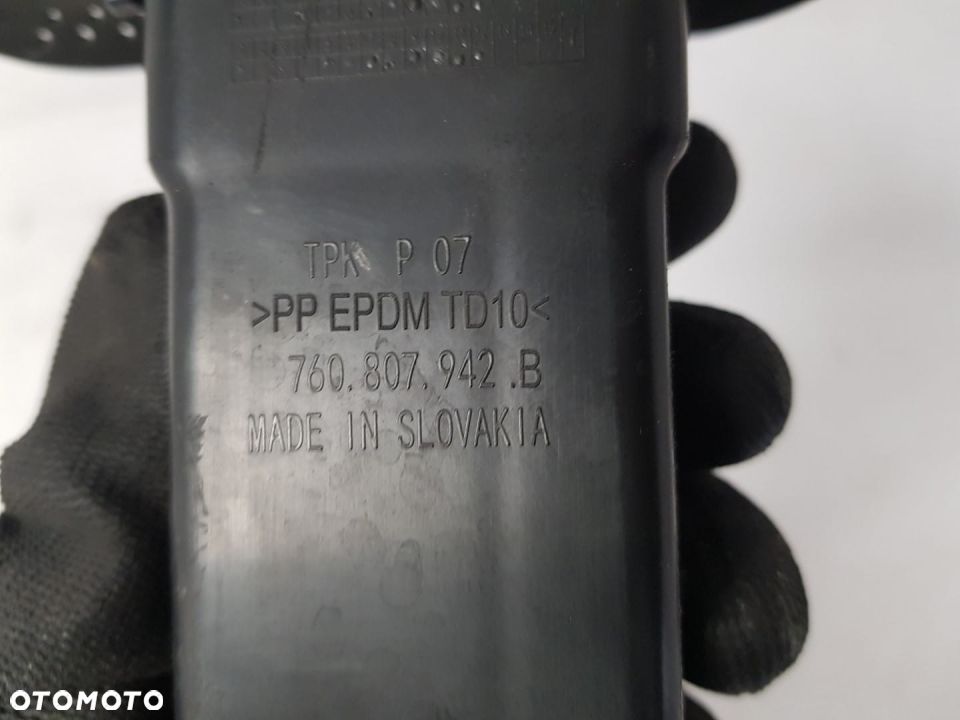 TPK P 07
>PP EPDM TD10<
760.807.942.B
MADE IN SLOVAKIA
OTOMOTO